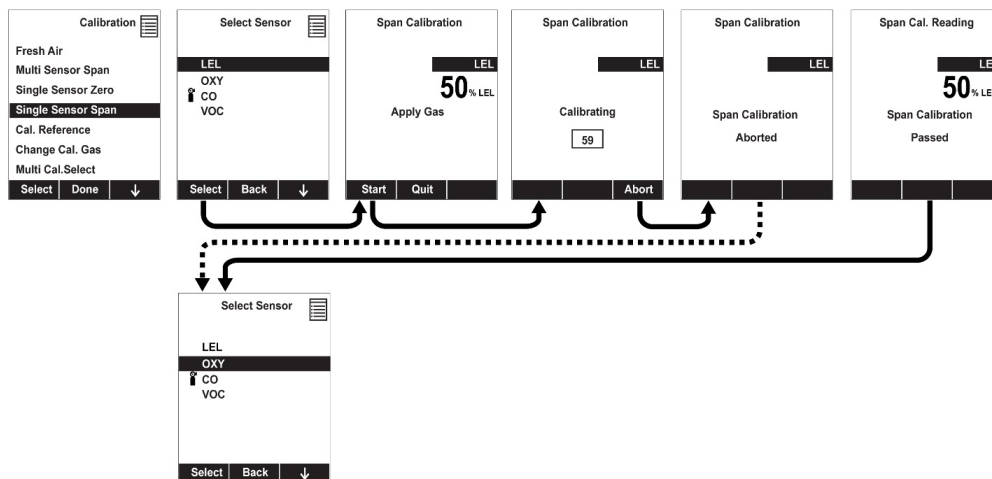 Calibration
Fresh Air
Multi Sensor Span
Single Sensor Zero
Single Sensor Span
Cal. Reference
Change Cal. Gas
Multi Cal.Select
Select Done ↓
Select Sensor
LEL
OXY
CO
VOC
Select Back ↓
Span Calibration
LEL
50% LEL
Apply Gas
Start Quit
Span Calibration
LEL
Calibrating
59
Abort
Span Calibration
LEL
Span Calibration
Aborted
Span Cal. Reading
LE
50% LE
Span Calibration
Passed
Select Sensor
LEL
OXY
CO
VOC
Select Back ↓